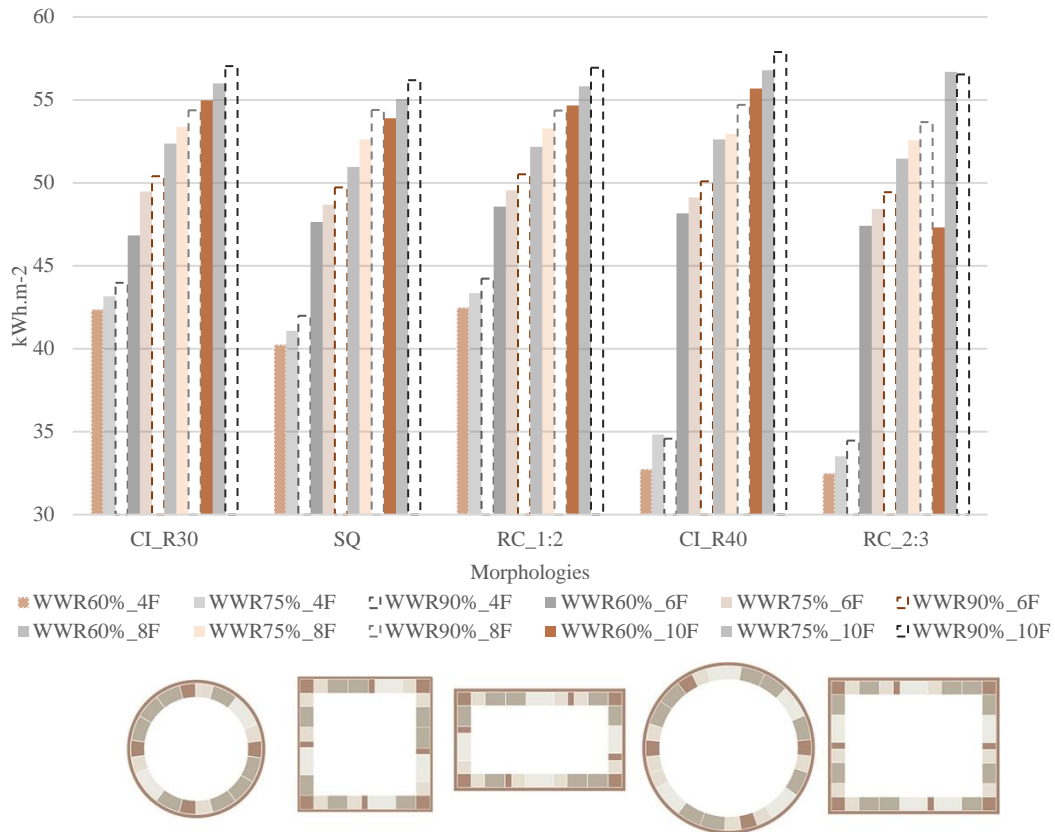 60
55
50
45
40
35
30
kWh.m-2
CI_R30 SQ RC_1:2 CI_R40 RC_2:3
Morphologies
WWR60%_4F WWR75%_4F WWR90%_4F WWR60%_6F WWR75%_6F WWR90%_6F
WWR60%_8F WWR75%_8F WWR90%_8F WWR60%_10F WWR75%_10F WWR90%_10F